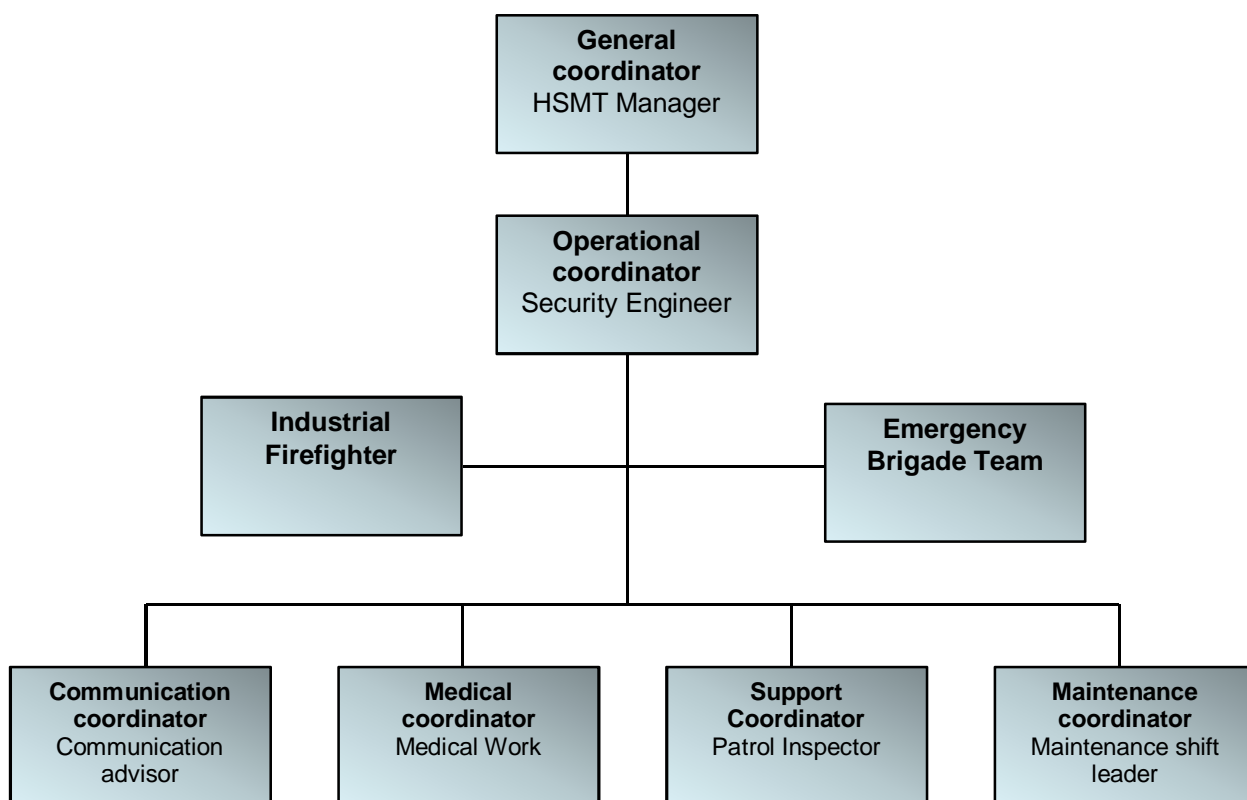 General
coordinator
HSMT Manager
Operational
coordinator
Security Engineer
Industrial
Firefighter
Emergency
Brigade Team
Communication
coordinator
Communication
advisor
Medical
coordinator
Medical Work
Support
Coordinator
Patrol Inspector
Maintenance
coordinator
Maintenance shift
leader